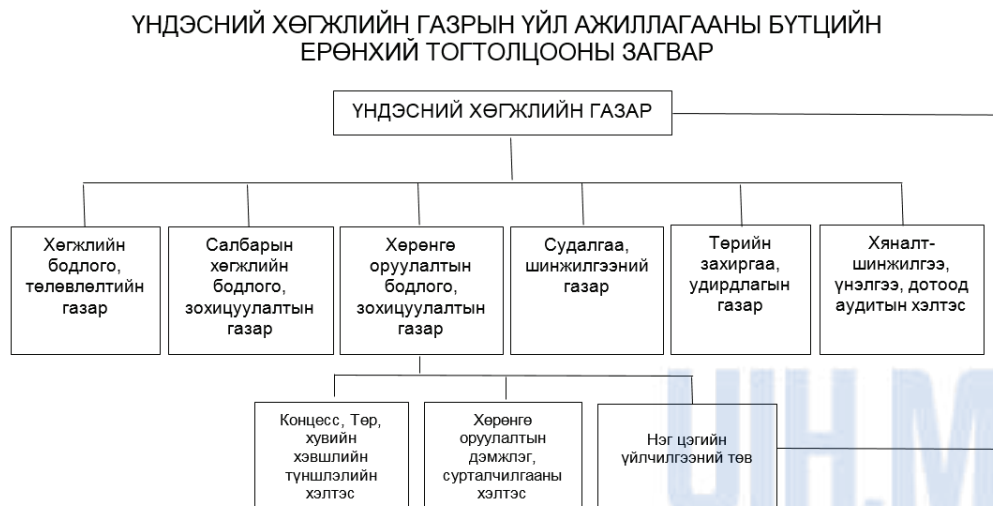 ҮНДЭСНИЙ ХӨГЖЛИЙН ГАЗРЫН ҮЙЛ АЖИЛЛАГААНЫ БҮТЦИЙН
ЕРӨНХИЙ ТОГТОЛЦООНЫ ЗАГВАР
ҮНДЭСНИЙ ХӨГЖЛИЙН ГАЗАР
Хөгжлийн
бодлого,
төлөвлөлтийн
газар
Салбарын
хөгжлийн
бодлого,
зохицуулалтын
газар
Хөрөнгө
оруулалтын
бодлого,
зохицуулалтын
газар
Судалгаа,
шинжилгээний
газар
Төрийн
захиргаа,
удирдлагын
газар
Хяналт-
шинжилгээ,
үнэлгээ, дотоод
аудитын хэлтэс
Концесс, Төр,
хувийн
хэвшлийн
түншлэлийн
хэлтэс
Хөрөнгө
оруулалтын
дэмжлэг,
сурталчилгааны
хэлтэс
Нэг цэгийн
үйлчилгээний төв
UIH.M